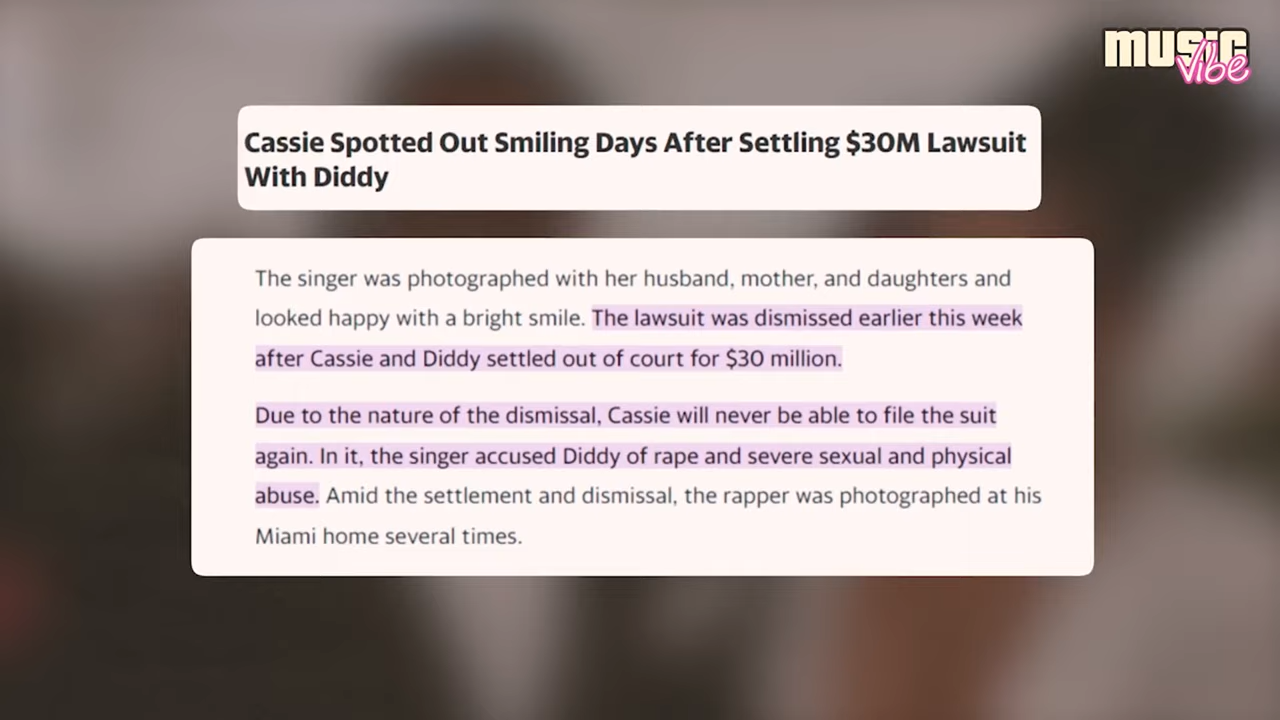 MUSIC
Vibe
Cassie Spotted Out Smiling Days After Settling $30M Lawsuit
With Diddy
The singer was photographed with her husband, mother, and daughters and
looked happy with a bright smile. The lawsuit was dismissed earlier this week
after Cassie and Diddy settled out of court for $30 million.
Due to the nature of the dismissal, Cassie will never be able to file the suit
again. In it, the singer accused Diddy of rape and severe sexual and physical
abuse. Amid the settlement and dismissal, the rapper was photographed at his
Miami home several times.